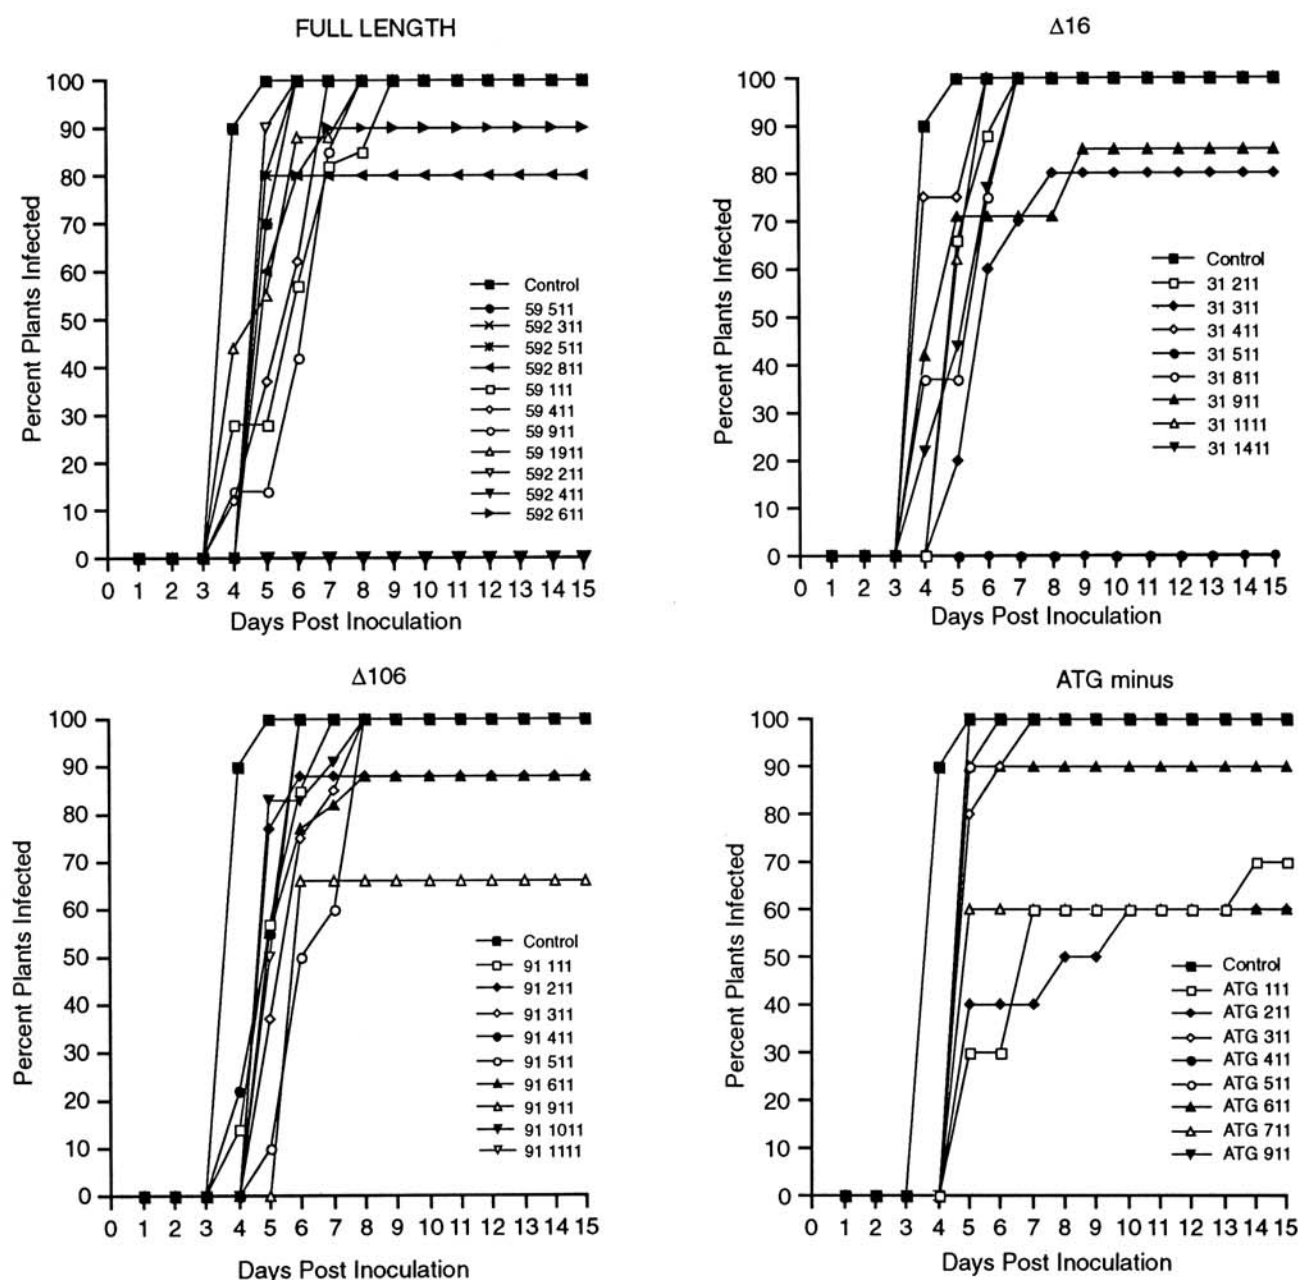 FULL LENGTH
Percent Plants Infected
100
90
80
70
60
50
40
30
20
10
0
Control
59 511
592 311
592 511
592 811
59 111
59 411
59 911
59 1911
592 211
592 411
592 611
0 1 2 3 4 5 6 7 8 9 10 11 12 13 14 15
Days Post Inoculation
Δ16
Percent Plants Infected
100
90
80
70
60
50
40
30
20
10
0
Control
31 211
31 311
31 411
31 511
31 811
31 911
31 1111
31 1411
0 1 2 3 4 5 6 7 8 9 10 11 12 13 14 15
Days Post Inoculation
Δ106
Percent Plants Infected
100
90
80
70
60
50
40
30
20
10
0
Control
91 111
91 211
91 311
91 411
91 511
91 611
91 911
91 1011
91 1111
0 1 2 3 4 5 6 7 8 9 10 11 12 13 14 15
Days Post Inoculation
ATG minus
Percent Plants Infected
100
90
80
70
60
50
40
30
20
10
0
Control
ATG 111
ATG 211
ATG 311
ATG 411
ATG 511
ATG 611
ATG 711
ATG 911
0 1 2 3 4 5 6 7 8 9 10 11 12 13 14 15
Days Post Inoculation